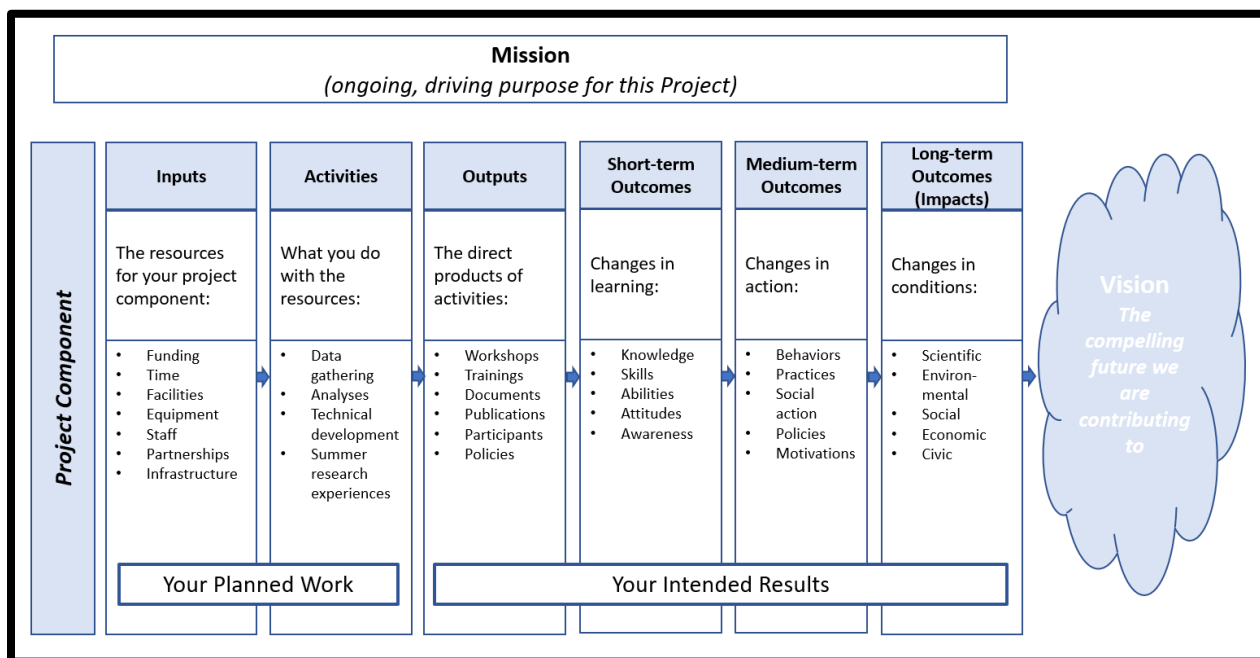 Mission
(ongoing, driving purpose for this Project)
Project Component
Inputs
The resources
for your project
component:
• Funding
• Time
• Facilities
• Equipment
• Staff
• Partnerships
• Infrastructure
Activities
What you do
with the
resources:
• Data
gathering
• Analyses
• Technical
development
• Summer
research
experiences
Outputs
The direct
products of
activities:
• Workshops
• Trainings
• Documents
• Publications
• Participants
• Policies
Short-term
Outcomes
Changes in
learning:
• Knowledge
• Skills
• Abilities
• Attitudes
• Awareness
Medium-term
Outcomes
Changes in
action:
• Behaviors
• Practices
• Social
action
• Policies
• Motivations
Long-term
Outcomes
(Impacts)
Changes in
conditions:
• Scientific
• Environ-
mental
• Social
• Economic
• Civic
Your Planned Work
Your Intended Results
Vision
The
compelling
future we
are
contributing
to